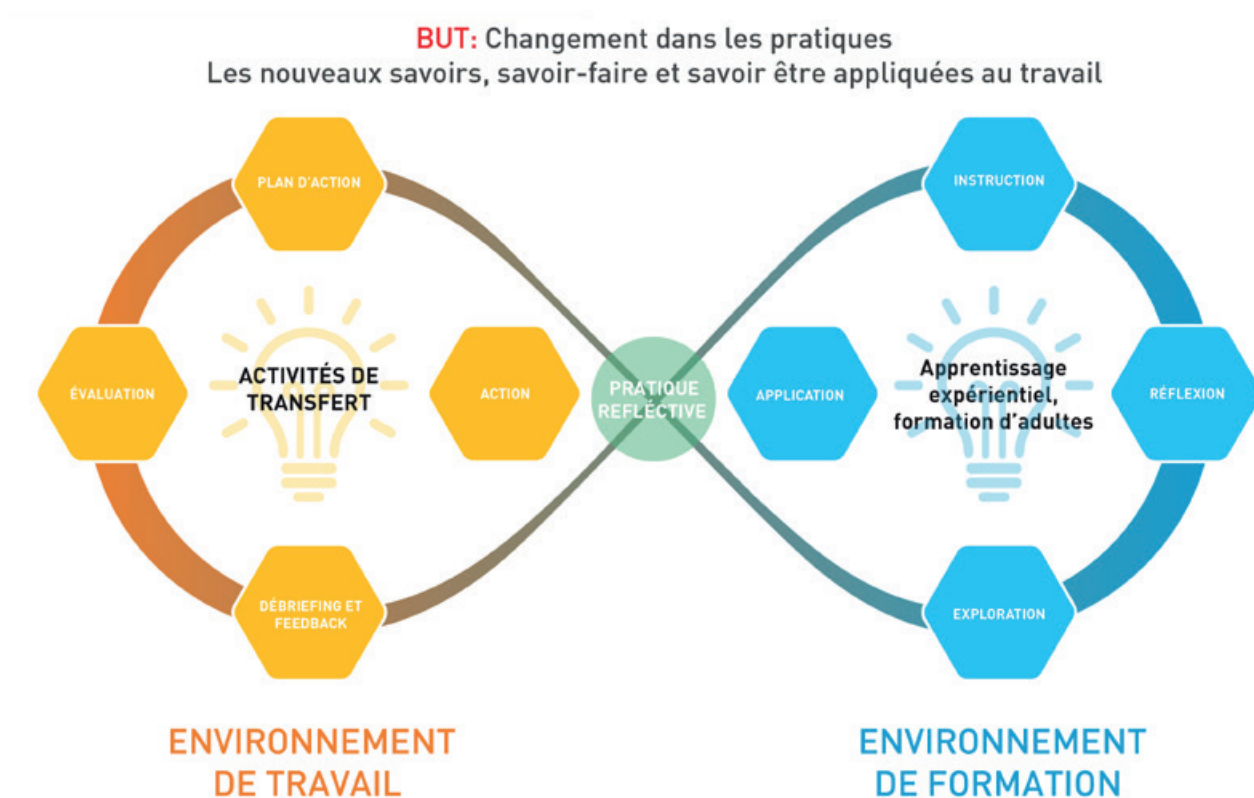 BUT: Changement dans les pratiques
Les nouveaux savoirs, savoir-faire et savoir être appliquées au travail
PLAN D'ACTION
INSTRUCTION
ÉVALUATION
ACTIVITÉS DE
TRANSFERT
ACTION
PRATIQUE
REFLÉCTIVE
APPLICATION
Apprentissage
expérientiel,
formation d'adultes
RÉFLEXION
DÉBRIEFING ET
FEEDBACK
EXPLORATION
ENVIRONNEMENT
DE TRAVAIL
ENVIRONNEMENT
DE FORMATION